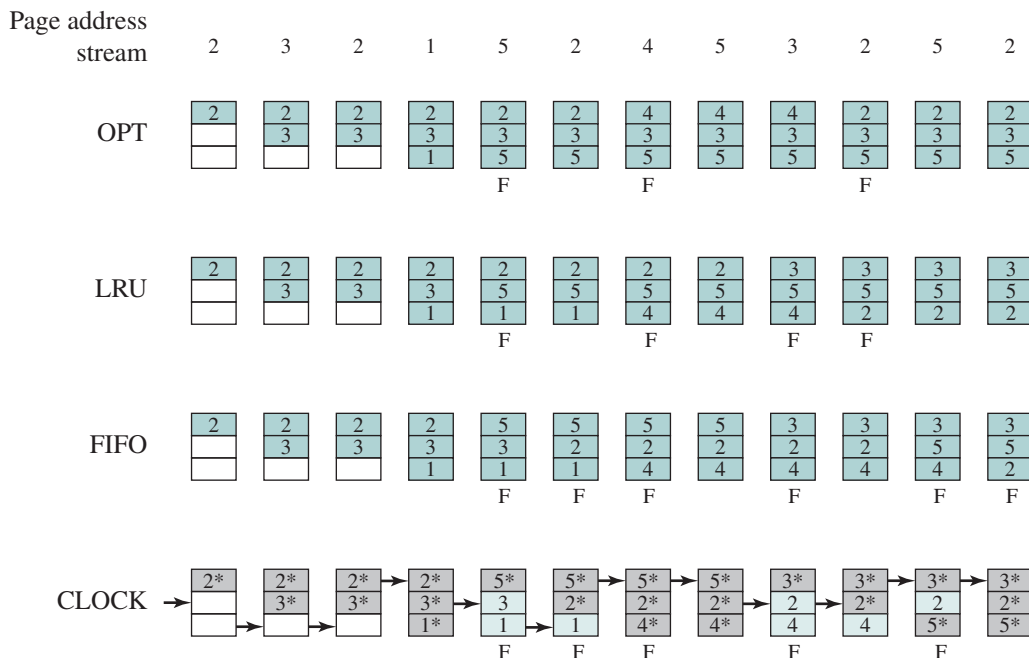 Page address
stream 2 3 2 1 5 2 4 5 3 2 5 2
2 2 2 2 2 2 4 4 4 2 2 2
OPT 3 3 3 3 3 3 3 3 3 3 3
1 5 5 5 5 5 5 5 5
F F F
2 2 2 2 2 2 2 2 3 3 3 3
LRU 3 3 3 5 5 5 5 5 5 5 5
1 1 1 4 4 4 2 2 2
F F F F
2 2 2 2 5 5 5 5 3 3 3 3
FIFO 3 3 3 3 2 2 2 2 2 5 5
1 1 1 4 4 4 4 4 2
F F F F F F
2* 2* 2* 2* 5* 5* 5* 5* 3* 3* 3* 3*
CLOCK 3* 3* 3* 3 2* 2* 2* 2 2* 2 2*
1* 1 1 4* 4* 4 4 5* 5*
F F F F F